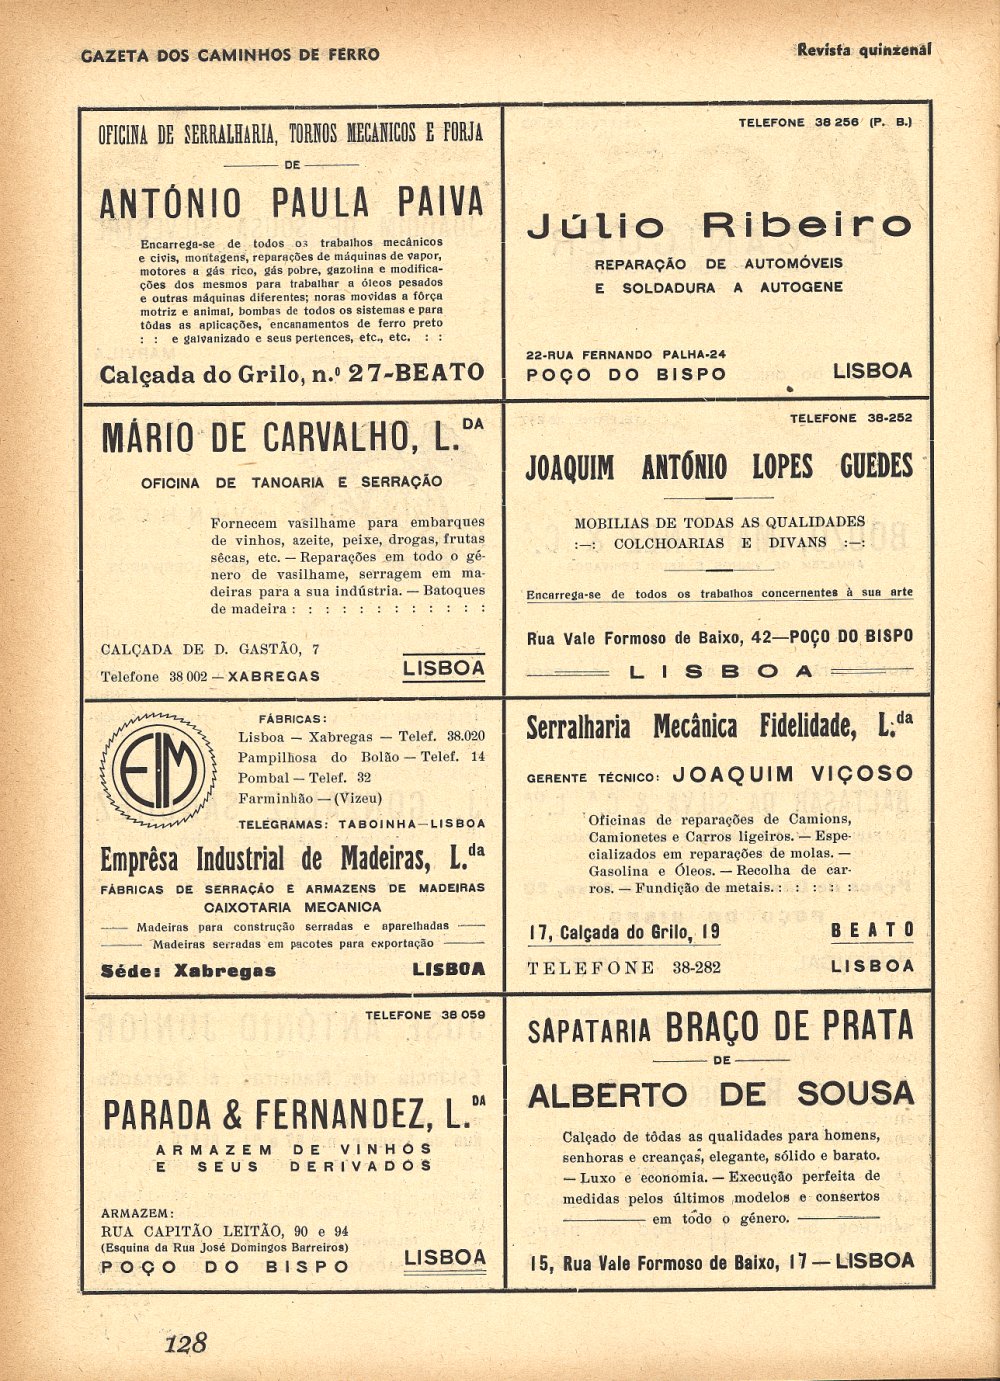 GAZETA DOS CAMINHOS DE FERRO
Revista quinzenal
OFICINA DE SERRALHARIA, TORNOS MECANICOS E FORJA
DE
ANTÓNIO PAULA PAIVA
Encarrega-se de todos os trabalhos mecânicos
e civis, montagens, reparações de máquinas de vapor,
motores a gás rico, gás pobre, gazolina e modifica-
ções dos mesmos para trabalhar a óleos pesados
e outras máquinas diferentes; noras movidas a fôrça
motriz e animal, bombas de todos os sistemas e para
tôdas as aplicações, encanamentos de ferro preto
: : e galvanizado e seus pertences, etc., etc. : :
Calçada do Grilo, n.º 27-BEATO
TELEFONE 38 256 (P. B.)
Júlio Ribeiro
REPARAÇÃO DE AUTOMÓVEIS
E SOLDADURA A AUTOGENE
22-RUA FERNANDO PALHA-24
POÇO DO BISPO LISBOA
MÁRIO DE CARVALHO, L.DA
OFICINA DE TANOARIA E SERRAÇÃO
Fornecem vasilhame para embarques
de vinhos, azeite, peixe, drogas, frutas
sêcas, etc. — Reparações em todo o gé-
nero de vasilhame, serragem em ma-
deiras para a sua indústria. — Batoques
de madeira : : : : : : : : : : : :
CALÇADA DE D. GASTÃO, 7
Telefone 38 002 — XABREGAS LISBOA
TELEFONE 38-252
JOAQUIM ANTÓNIO LOPES GUEDES
MOBILIAS DE TODAS AS QUALIDADES
:—: COLCHOARIAS E DIVANS :—:
Encarrega-se de todos os trabalhos concernentes à sua arte
Rua Vale Formoso de Baixo, 42—POÇO DO BISPO
LISBOA
EIM
FÁBRICAS:
Lisboa — Xabregas — Telef. 38.020
Pampilhosa do Bolão — Telef. 14
Pombal — Telef. 32
Farminhão — (Vizeu)
TELEGRAMAS: TABOINHA—LISBOA
Emprêsa Industrial de Madeiras, L.da
FÁBRICAS DE SERRAÇÃO E ARMAZENS DE MADEIRAS
CAIXOTARIA MECANICA
Madeiras para construção serradas e aparelhadas
Madeiras serradas em pacotes para exportação
Séde: Xabregas LISBOA
Serralharia Mecânica Fidelidade, L.da
GERENTE TÉCNICO: JOAQUIM VIÇOSO
Oficinas de reparações de Camions,
Camionetes e Carros ligeiros. — Espe-
cializados em reparações de molas. —
Gasolina e Óleos. — Recolha de car-
ros. — Fundição de metais. : : : : :
17, Calçada do Grilo, 19 BEATO
TELEFONE 38-282 LISBOA
TELEFONE 38 059
PARADA & FERNANDEZ, L.DA
ARMAZEM DE VINHOS
E SEUS DERIVADOS
ARMAZEM:
RUA CAPITÃO LEITÃO, 90 e 94
(Esquina da Rua José Domingos Barreiros)
POÇO DO BISPO LISBOA
SAPATARIA BRAÇO DE PRATA
DE
ALBERTO DE SOUSA
Calçado de tôdas as qualidades para homens,
senhoras e creanças, elegante, sólido e barato.
— Luxo e economia. — Execução perfeita de
medidas pelos últimos modelos e consertos
em todo o género.
15, Rua Vale Formoso de Baixo, 17 — LISBOA
128